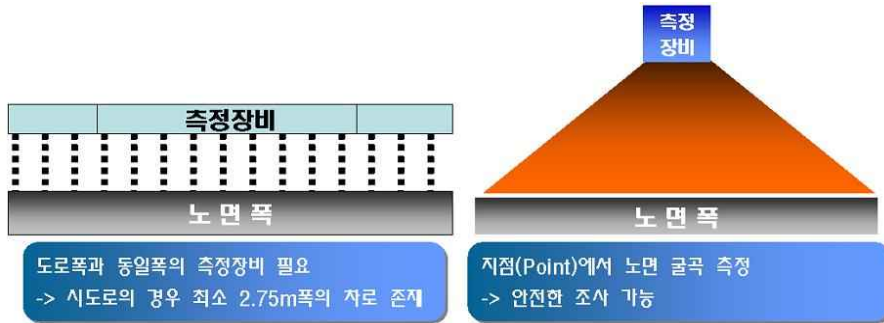 측정장비
노 면 폭
도로폭과 동일폭의 측정장비 필요
-> 시도로의 경우 최소 2.75m폭의 차로 존재
측정
장비
노 면 폭
지점(Point)에서 노면 굴곡 측정
-> 안전한 조사 가능